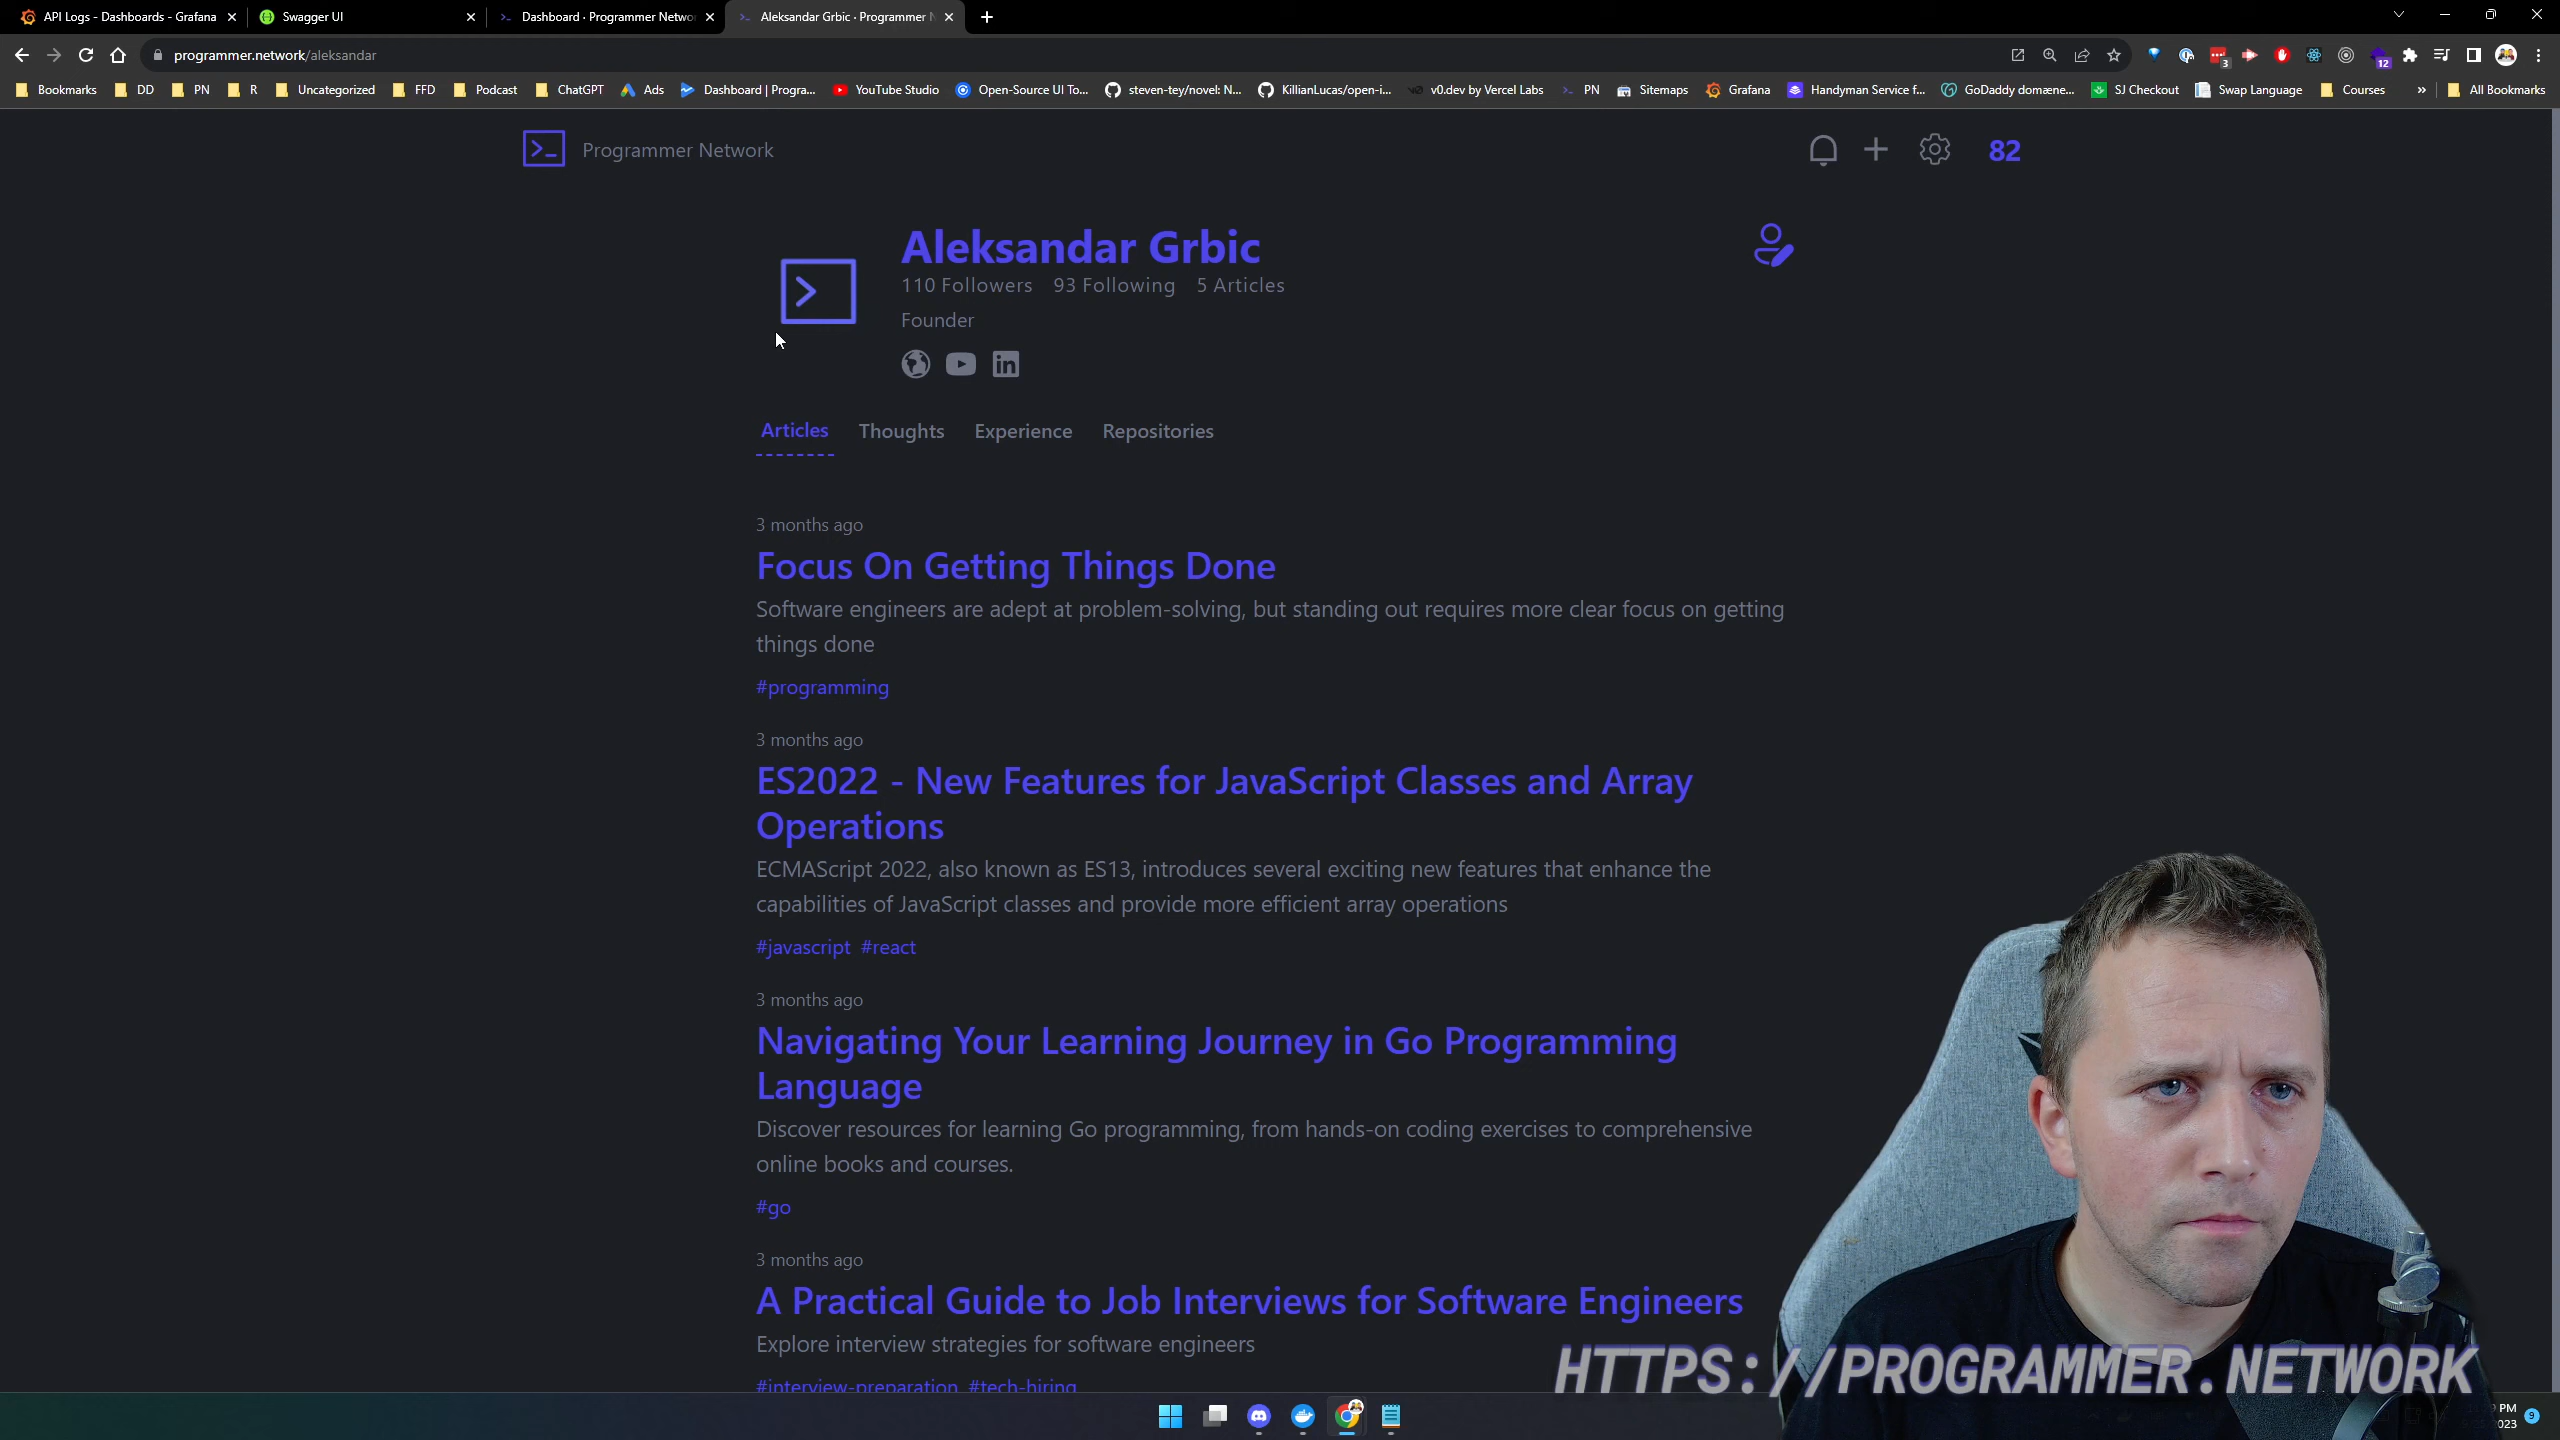 API Logs - Dashboards - Grafana
Swagger UI
Dashboard · Programmer Netwo
Aleksandar Grbic · Programmer N
programmer.network/aleksandar
3
12
Bookmarks
DD
PN
R
Uncategorized
FFD
Podcast
ChatGPT
Ads
Dashboard | Progra...
YouTube Studio
Open-Source UI To...
steven-tey/novel: N...
KillianLucas/open-i...
v0.dev by Vercel Labs
PN
Sitemaps
Grafana
Handyman Service f...
GoDaddy domæne...
SJ Checkout
Swap Language
Courses
»
All Bookmarks
Programmer Network
82
Aleksandar Grbic
110 Followers 93 Following 5 Articles
Founder
Articles Thoughts Experience Repositories
3 months ago
Focus On Getting Things Done
Software engineers are adept at problem-solving, but standing out requires more clear focus on getting
things done
#programming
3 months ago
ES2022 - New Features for JavaScript Classes and Array
Operations
ECMAScript 2022, also known as ES13, introduces several exciting new features that enhance the
capabilities of JavaScript classes and provide more efficient array operations
#javascript #react
3 months ago
Navigating Your Learning Journey in Go Programming
Language
Discover resources for learning Go programming, from hands-on coding exercises to comprehensive
online books and courses.
#go
3 months ago
A Practical Guide to Job Interviews for Software Engineers
Explore interview strategies for software engineers
#interview-preparation #tech-hiring
HTTPS://PROGRAMMER.NETWORK
PM
2023
9